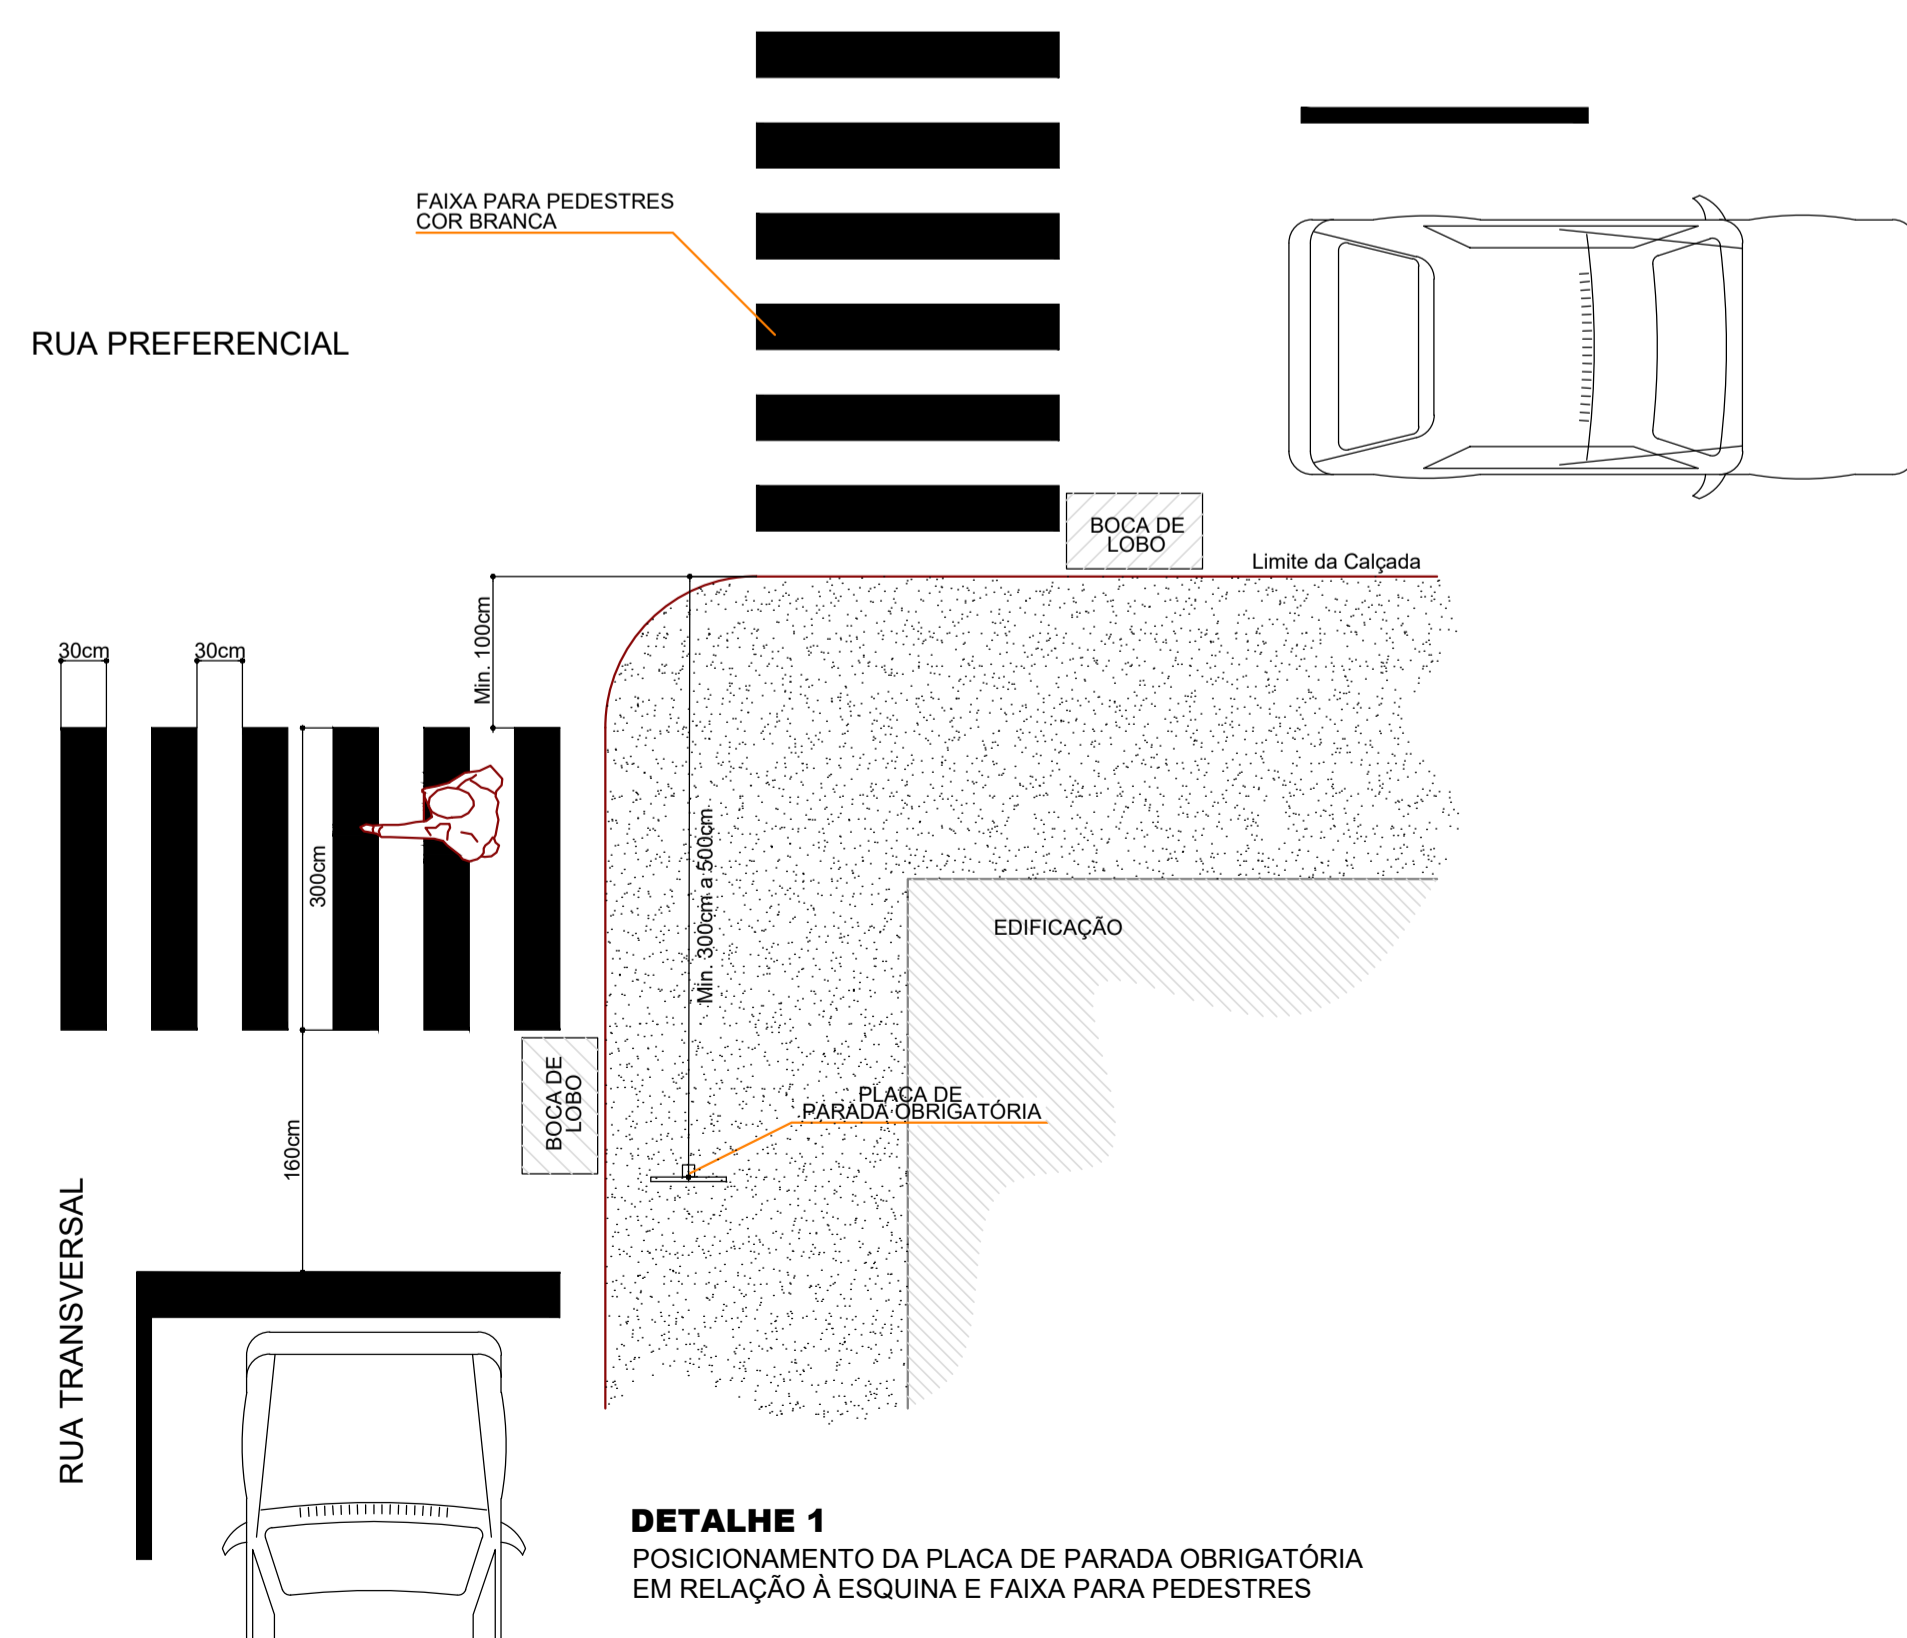 FAIXA PARA PEDESTRES
COR BRANCA
RUA PREFERENCIAL
BOCA DE
LOBO
Limite da Calçada
Min. 100cm
30cm
30cm
300cm
Min. 300cm a 500cm
EDIFICAÇÃO
BOCA DE
LOBO
PLACA DE
PARADA OBRIGATÓRIA
160cm
RUA TRANSVERSAL
DETALHE 1
POSICIONAMENTO DA PLACA DE PARADA OBRIGATÓRIA
EM RELAÇÃO À ESQUINA E FAIXA PARA PEDESTRES